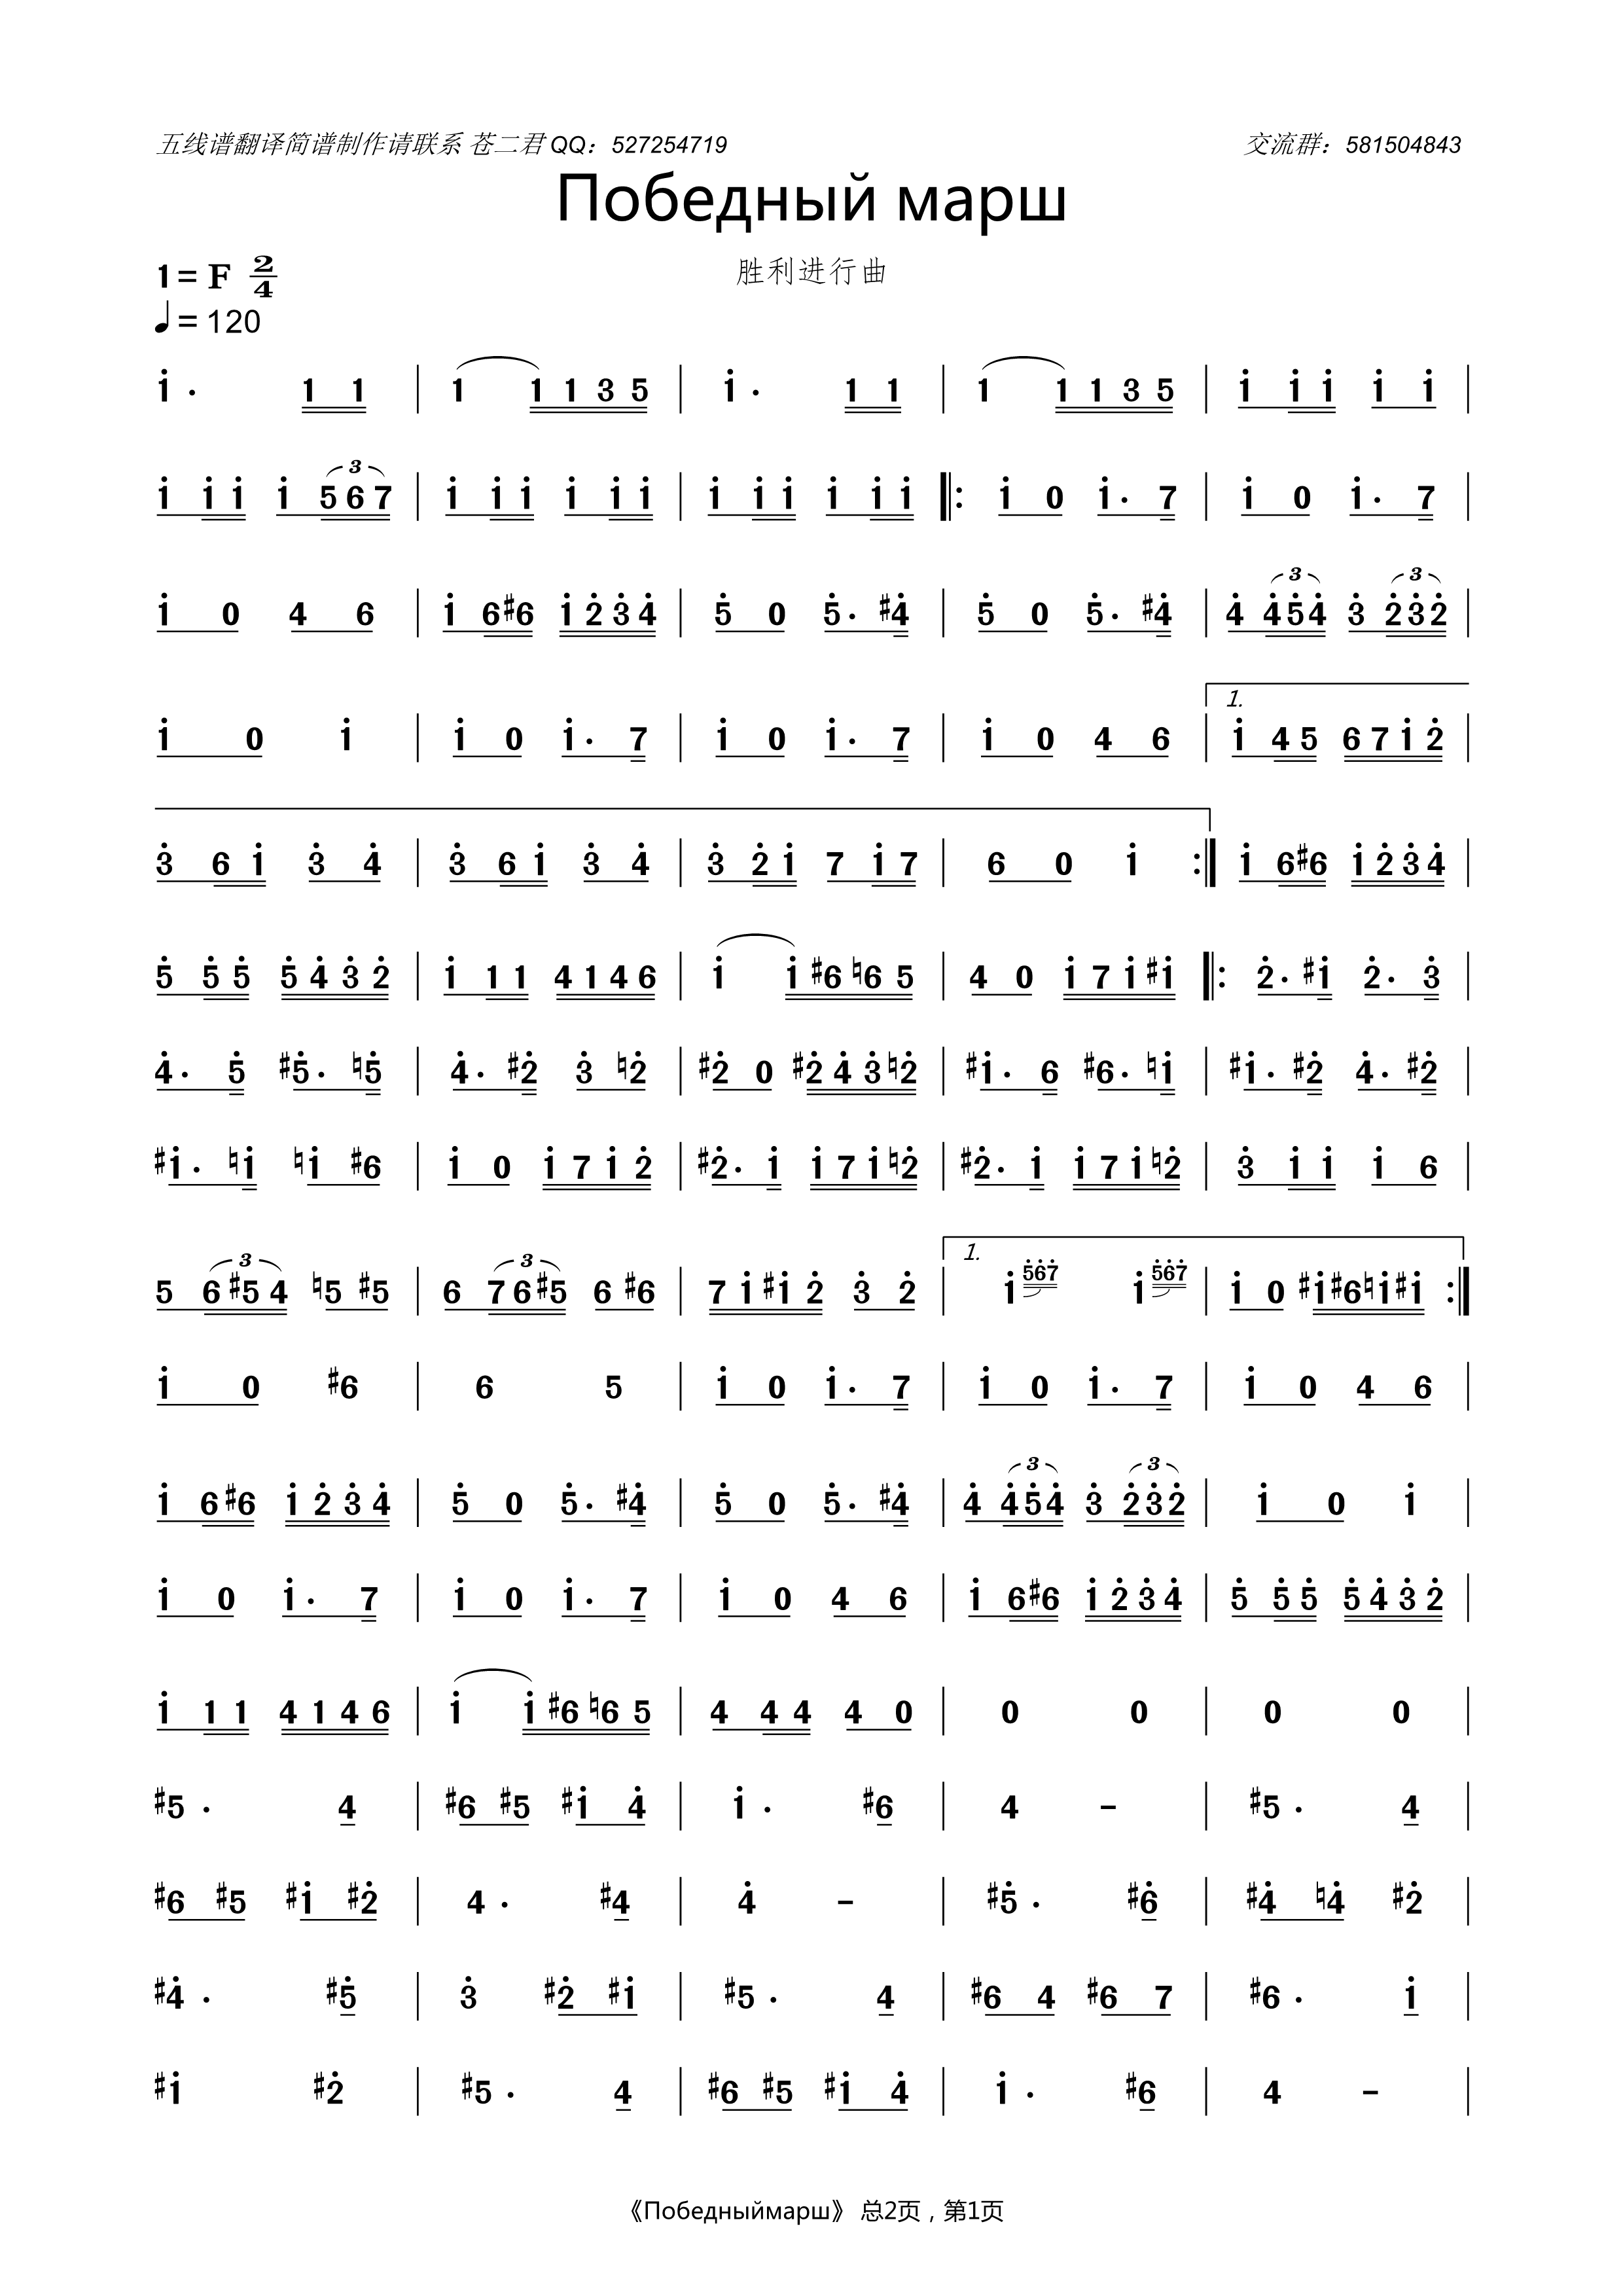 五线谱翻译简谱制作请联系 苍二君QQ：527254719 交流群：581504843
Победный марш
胜利进行曲
1= F 2/4
♩= 120
i· 1 1 | 1 1 1 3 5 | i· 1 1 | 1 1 1 3 5 | i i i i i |
i i i i 5 6 7 | i i i i i i | i i i i i i |: i 0 i· 7 | i 0 i· 7 |
i 0 4 6 | i 6 #6 i 2̇ 3̇ 4̇ | 5̇ 0 5̇· #4̇ | 5̇ 0 5̇· #4̇ | 4̇ 4̇ 5̇ 4̇ 3̇ 2̇ 3̇ 2̇ |
i 0 i | i 0 i· 7 | i 0 i· 7 | i 0 4 6 | 1. i 4 5 6 7 i 2̇ |
3̇ 6 i 3̇ 4̇ | 3̇ 6 i 3̇ 4̇ | 3̇ 2̇ i 7 i 7 | 6 0 i :| i 6 #6 i 2̇ 3̇ 4̇ |
5̇ 5̇ 5̇ 5̇ 4̇ 3̇ 2̇ | i 1 1 4 1 4 6 | i i #6 ♮6 5 | 4 0 i 7 i #i |: 2̇· #i 2̇· 3̇ |
4̇· 5̇ #5̇· ♮5̇ | 4̇· #2̇ 3̇ ♮2̇ | #2̇ 0 #2̇ 4̇ 3̇ ♮2̇ | #i· 6 #6· ♮i | #i· #2̇ 4̇· #2̇ |
#i· ♮i ♮i #6 | i 0 i 7 i 2̇ | #2̇· i i 7 i ♮2̇ | #2̇· i i 7 i ♮2̇ | 3̇ i i i 6 |
5 6 #5 4 ♮5 #5 | 6 7 6 #5 6 #6 | 7 i #i 2̇ 3̇ 2̇ | 1. i 5̇6̇7̇ i 5̇6̇7̇ | i 0 #i #6 ♮i #i :|
i 0 #6 | 6 5 | i 0 i· 7 | i 0 i· 7 | i 0 4 6 |
i 6 #6 i 2̇ 3̇ 4̇ | 5̇ 0 5̇· #4̇ | 5̇ 0 5̇· #4̇ | 4̇ 4̇ 5̇ 4̇ 3̇ 2̇ 3̇ 2̇ | i 0 i |
i 0 i· 7 | i 0 i· 7 | i 0 4 6 | i 6 #6 i 2̇ 3̇ 4̇ | 5̇ 5̇ 5̇ 5̇ 4̇ 3̇ 2̇ |
i 1 1 4 1 4 6 | i i #6 ♮6 5 | 4 4 4 4 0 | 0 0 | 0 0 |
#5· 4 | #6 #5 #i 4̇ | i· #6 | 4 - | #5· 4 |
#6 #5 #i #2̇ | 4· #4 | 4̇ - | #5̇· #6̇ | #4̇ ♮4̇ #2̇ |
#4̇· #5̇ | 3̇ #2̇ #i | #5· 4 | #6 4 #6 7 | #6· i |
#i #2̇ | #5· 4 | #6 #5 #i 4̇ | i· #6 | 4 - |
《Победныймарш》 总2页，第1页